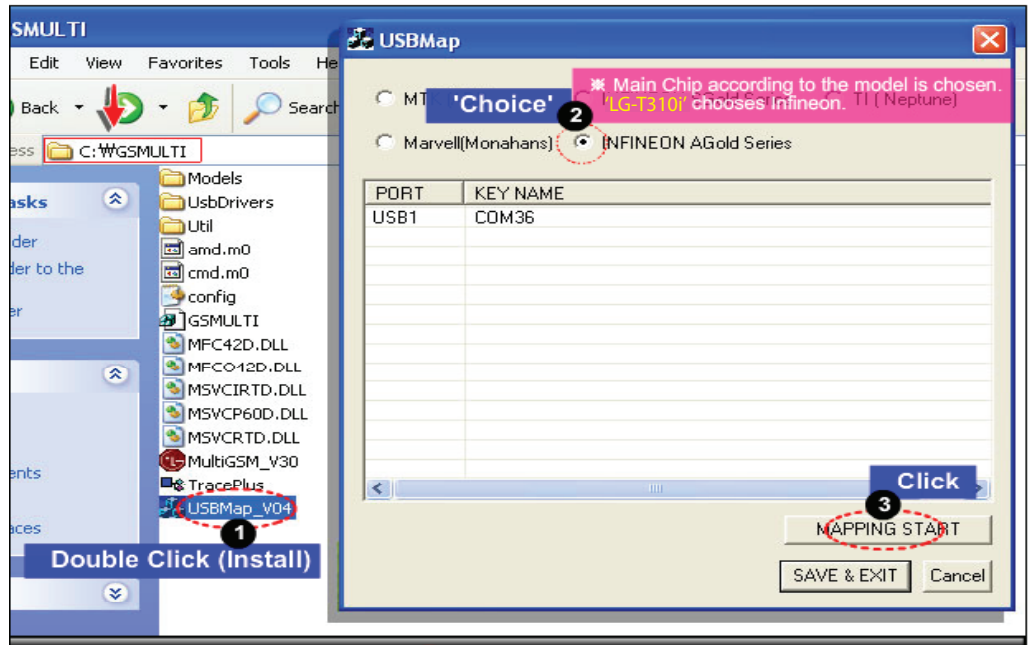 SMULTI
Edit View Favorites Tools He
Back Search
ess C:₩GSMULTI
asks
der
der to the
er
ents
aces
Models
UsbDrivers
Util
amd.m0
cmd.m0
config
GSMULTI
MFC42D.DLL
MFCO42D.DLL
MSVCIRTD.DLL
MSVCP60D.DLL
MSVCRTD.DLL
MultiGSM_V30
TracePlus
USBMap_V04
1
Double Click (Install)
USBMap
※ Main Chip according to the model is chosen.
'LG-T310i' chooses Infineon.
MT 'Choice' TI ( Neptune)
2
Marvell(Monahans) INFINEON AGold Series
PORT KEY NAME
USB1 COM36
Click
3
MAPPING START
SAVE & EXIT Cancel